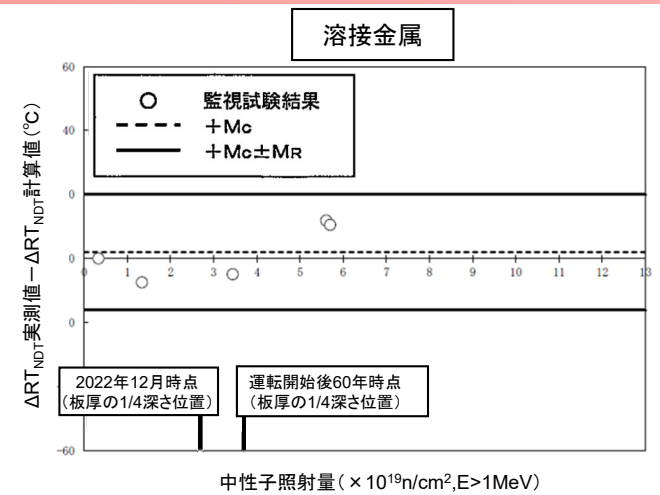 溶接金属
60
40
0
0
0
-60
監視試験結果
+Mc
+Mc±MR
0 1 2 3 4 5 6 7 8 9 10 11 12 13
ΔRTNDT実測値-ΔRTNDT計算値(℃)
2022年12月時点
(板厚の1/4深さ位置)
運転開始後60年時点
(板厚の1/4深さ位置)
中性子照射量(×10¹⁹n/cm²,E>1MeV)